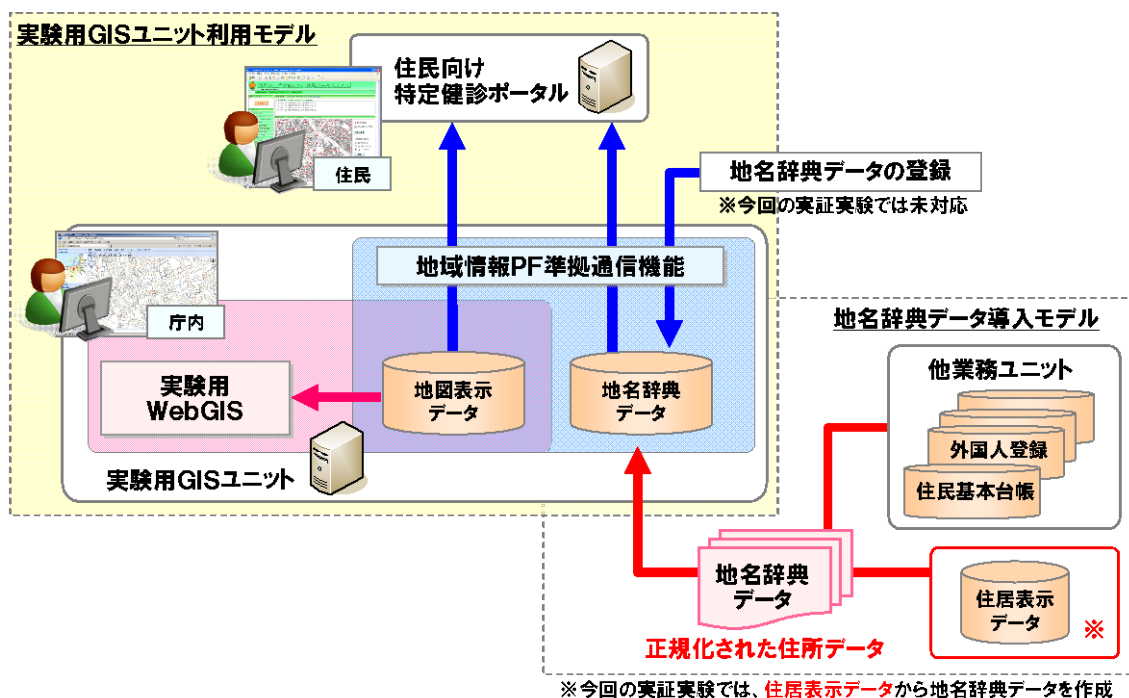 実験用GISユニット利用モデル
住民向け
特定健診ポータル
住民
地名辞典データの登録
※今回の実証実験では未対応
地域情報PF準拠通信機能
庁内
実験用
WebGIS
地図表示
データ
地名辞典
データ
実験用GISユニット
地名辞典データ導入モデル
他業務ユニット
外国人登録
住民基本台帳
地名辞典
データ
正規化された住所データ
住居表示
データ
※
※今回の実証実験では、住居表示データから地名辞典データを作成